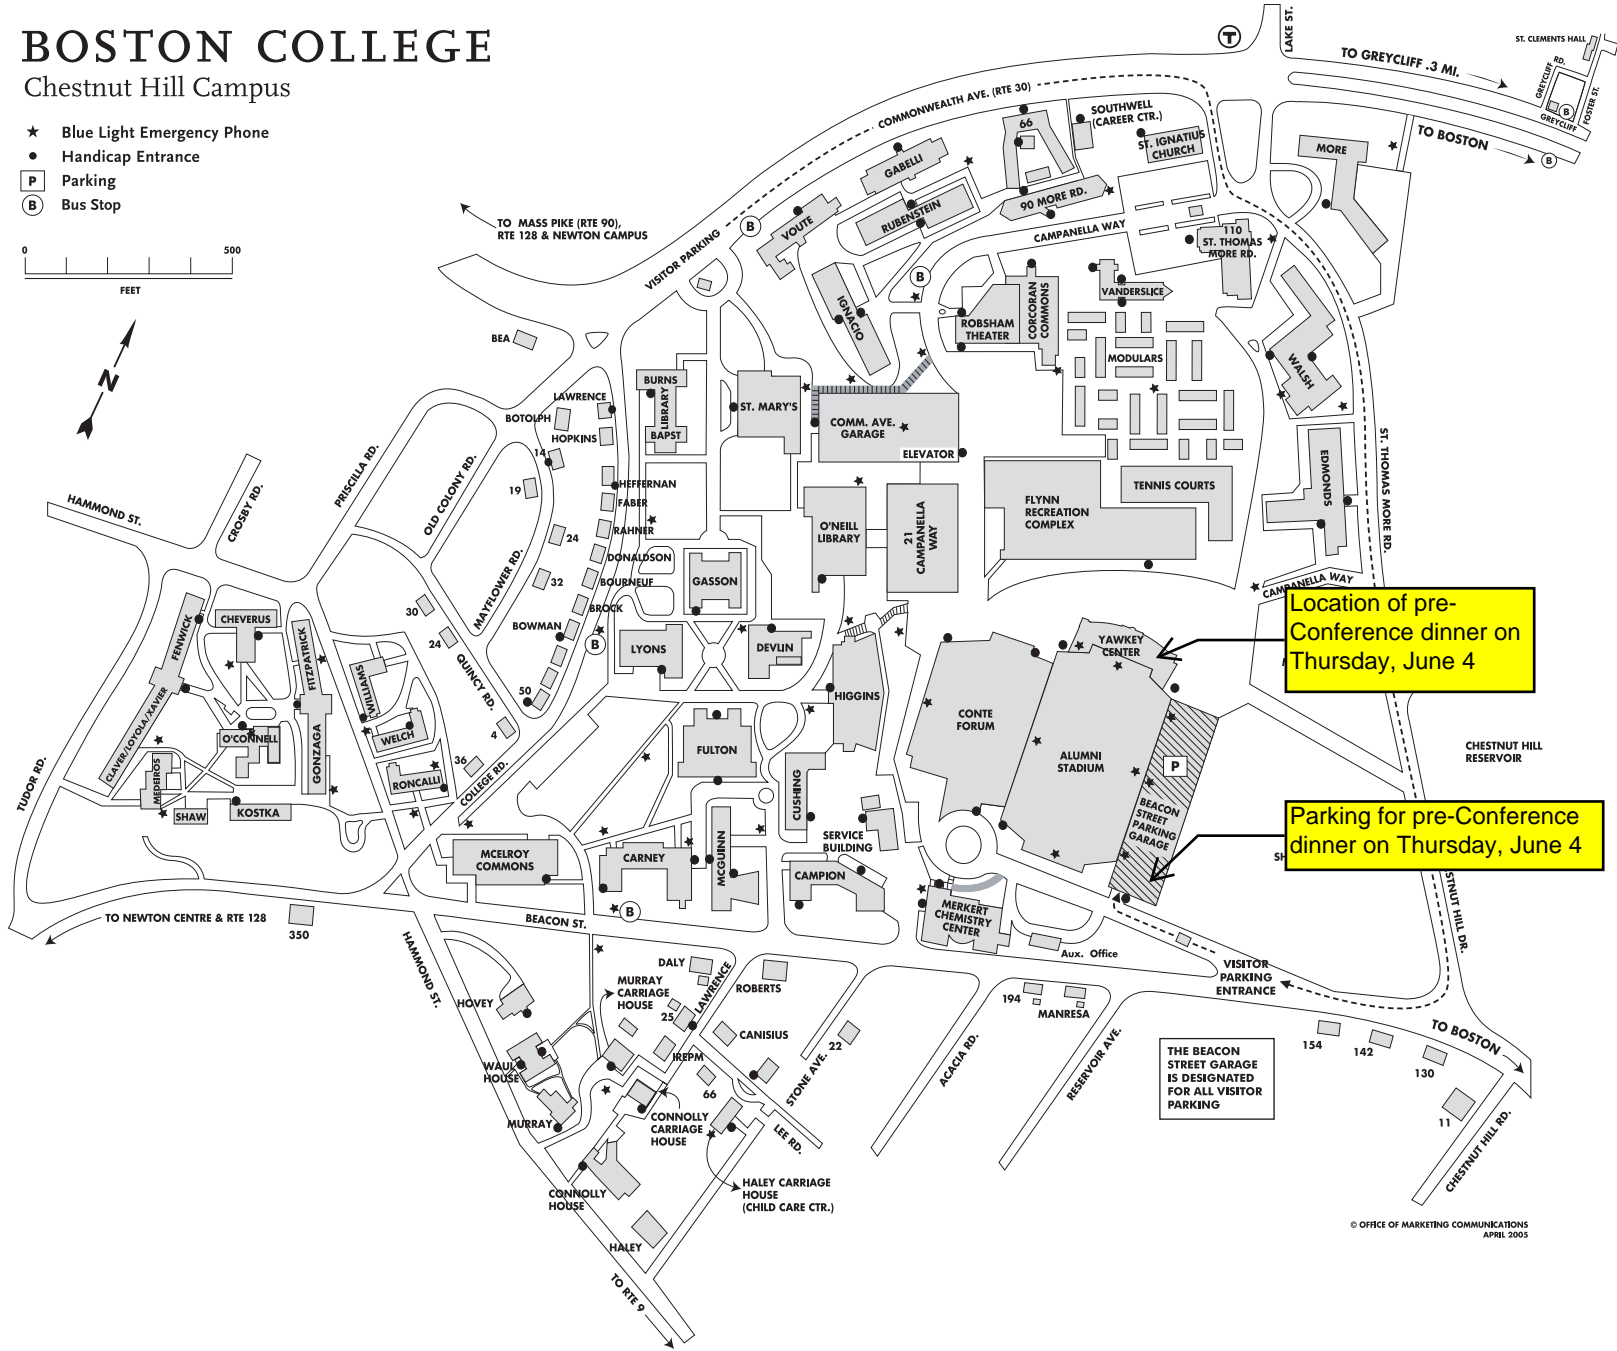 BOSTON COLLEGE
Chestnut Hill Campus
★ Blue Light Emergency Phone
● Handicap Entrance
P Parking
B Bus Stop
0 500
FEET
N
T
LAKE ST.
TO GREYCLIFF .3 MI.
ST. CLEMENTS HALL
GREYCLIFF RD.
FOSTER ST.
B
GREYCLIFF
TO BOSTON
B
COMMONWEALTH AVE. (RTE 30)
66
SOUTHWELL
(CAREER CTR.)
ST. IGNATIUS
CHURCH
MORE
GABELLI
90 MORE RD.
RUBENSTEIN
VOUTE
B
TO MASS PIKE (RTE 90),
RTE 128 & NEWTON CAMPUS
VISITOR PARKING
CAMPANELLA WAY
110
ST. THOMAS
MORE RD.
B
IGNACIO
VANDERSLICE
CORCORAN
COMMONS
ROBSHAM
THEATER
MODULARS
WALSH
BEA
BURNS
LIBRARY
BAPST
ST. MARY'S
COMM. AVE.
GARAGE
ELEVATOR
LAWRENCE
BOTOLPH
HOPKINS
14
19
HEFFERNAN
FABER
RAHNER
24
DONALDSON
32
BOURNEUF
BROCK
BOWMAN
B
30
24
50
4
36
PRISCILLA RD.
OLD COLONY RD.
MAYFLOWER RD.
QUINCY RD.
COLLEGE RD.
HAMMOND ST.
CROSBY RD.
TUDOR RD.
EDMONDS
ST. THOMAS MORE RD.
TENNIS COURTS
FLYNN
RECREATION
COMPLEX
O'NEILL
LIBRARY
21
CAMPANELLA
WAY
CAMPANELLA WAY
GASSON
LYONS
DEVLIN
HIGGINS
FULTON
CUSHING
CONTE
FORUM
YAWKEY
CENTER
ALUMNI
STADIUM
P
BEACON
STREET
PARKING
GARAGE
Location of pre-
Conference dinner on
Thursday, June 4
CHESTNUT HILL
RESERVOIR
Parking for pre-Conference
dinner on Thursday, June 4
SH
STNUT HILL DR.
FENWICK
CHEVERUS
FITZPATRICK
CLAVER/LOYOLA/XAVIER
O'CONNELL
GONZAGA
WILLIAMS
WELCH
RONCALLI
MEDEIROS
SHAW
KOSTKA
MCELROY
COMMONS
CARNEY
MCGUINN
SERVICE
BUILDING
CAMPION
MERKERT
CHEMISTRY
CENTER
Aux. Office
VISITOR
PARKING
ENTRANCE
TO NEWTON CENTRE & RTE 128
350
BEACON ST.
B
HAMMOND ST.
HOVEY
MURRAY
CARRIAGE
HOUSE
DALY
LAWRENCE
ROBERTS
25
CANISIUS
22
IREPM
WAUL
HOUSE
66
MURRAY
CONNOLLY
CARRIAGE
HOUSE
STONE AVE.
LEE RD.
ACACIA RD.
RESERVOIR AVE.
194
MANRESA
154
142
130
11
TO BOSTON
CHESTNUT HILL RD.
THE BEACON
STREET GARAGE
IS DESIGNATED
FOR ALL VISITOR
PARKING
HALEY CARRIAGE
HOUSE
(CHILD CARE CTR.)
CONNOLLY
HOUSE
HALEY
TO RTE 9
© OFFICE OF MARKETING COMMUNICATIONS
APRIL 2005